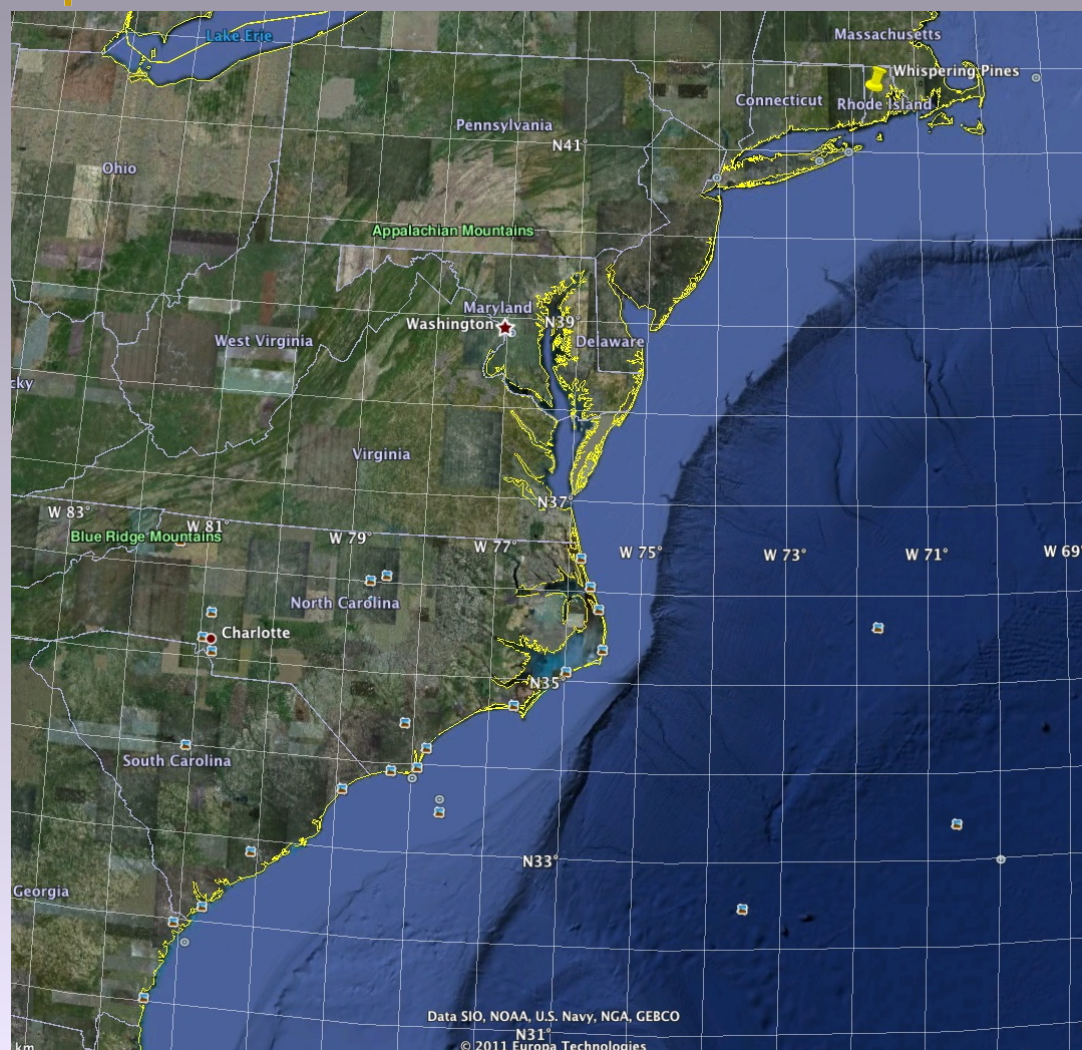 Lake Erie
Massachusetts
Whispering Pines
Connecticut
Rhode Island
Pennsylvania
N41°
Ohio
Appalachian Mountains
Maryland
Washington
N39°
West Virginia
Delaware
cky
Virginia
N37°
W 83°
W 81°
Blue Ridge Mountains
W 79°
W 77°
W 75°
W 73°
W 71°
W 69°
North Carolina
Charlotte
N35°
South Carolina
N33°
Georgia
Data SIO, NOAA, U.S. Navy, NGA, GEBCO
N31°
km
© 2011 Europa Technologies